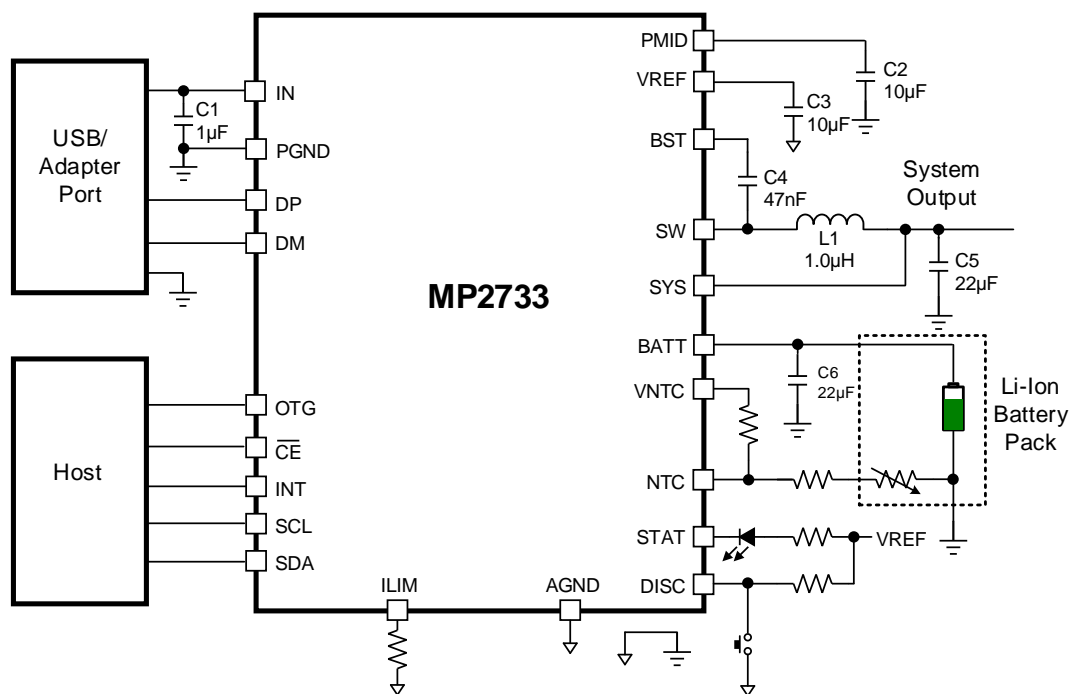 USB/
Adapter
Port
Host
C1
1µF
IN
PGND
DP
DM
OTG
CE
INT
SCL
SDA
MP2733
ILIM
AGND
PMID
VREF
BST
SW
SYS
BATT
VNTC
NTC
STAT
DISC
C2
10µF
C3
10µF
C4
47nF
System
Output
L1
1.0µH
C5
22µF
C6
22µF
Li-Ion
Battery
Pack
VREF